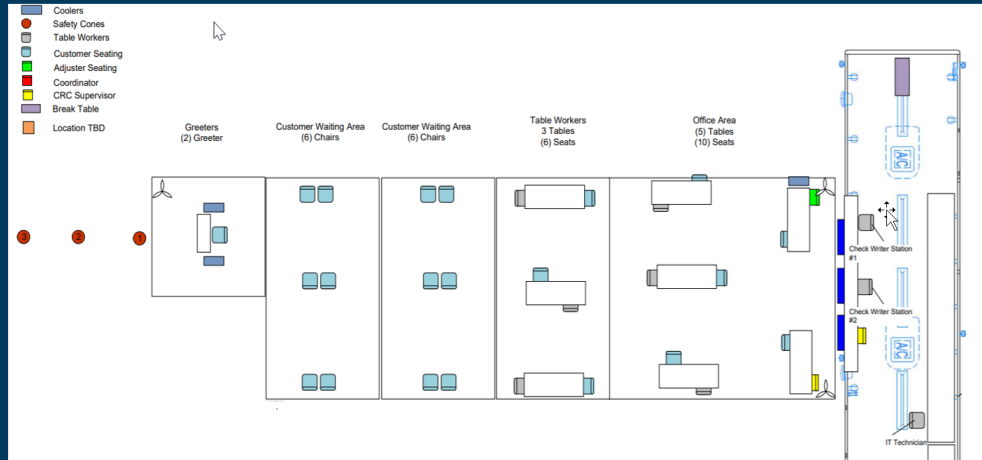 Coolers
Safety Cones
Table Workers
Customer Seating
Adjuster Seating
Coordinator
CRC Supervisor
Break Table
Location TBD
Greeters
(2) Greeter
Customer Waiting Area
(6) Chairs
Customer Waiting Area
(6) Chairs
Table Workers
3 Tables
(6) Seats
Office Area
(5) Tables
(10) Seats
3
2
1
A/C
Check Writer Station
#1
Check Writer Station
#2
A/C
IT Technician